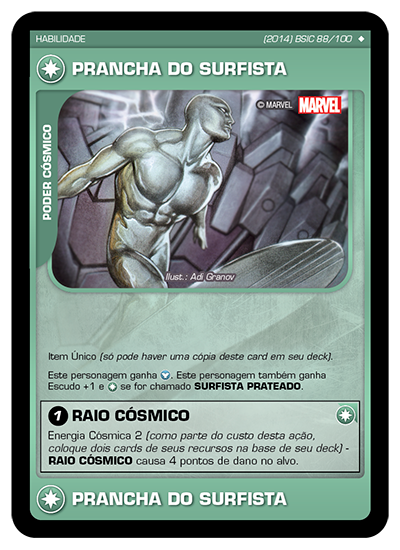 HABILIDADE (2014) BSIC 88/100
PRANCHA DO SURFISTA
PODER CÓSMICO
© MARVEL MARVEL
Ilust.: Adi Granov
Item Único (só pode haver uma cópia deste card em seu deck).
Este personagem ganha . Este personagem também ganha
Escudo +1 e se for chamado SURFISTA PRATEADO.
1 RAIO CÓSMICO
Energia Cósmica 2 (como parte do custo desta ação,
coloque dois cards de seus recursos na base de seu deck) -
RAIO CÓSMICO causa 4 pontos de dano no alvo.
PRANCHA DO SURFISTA